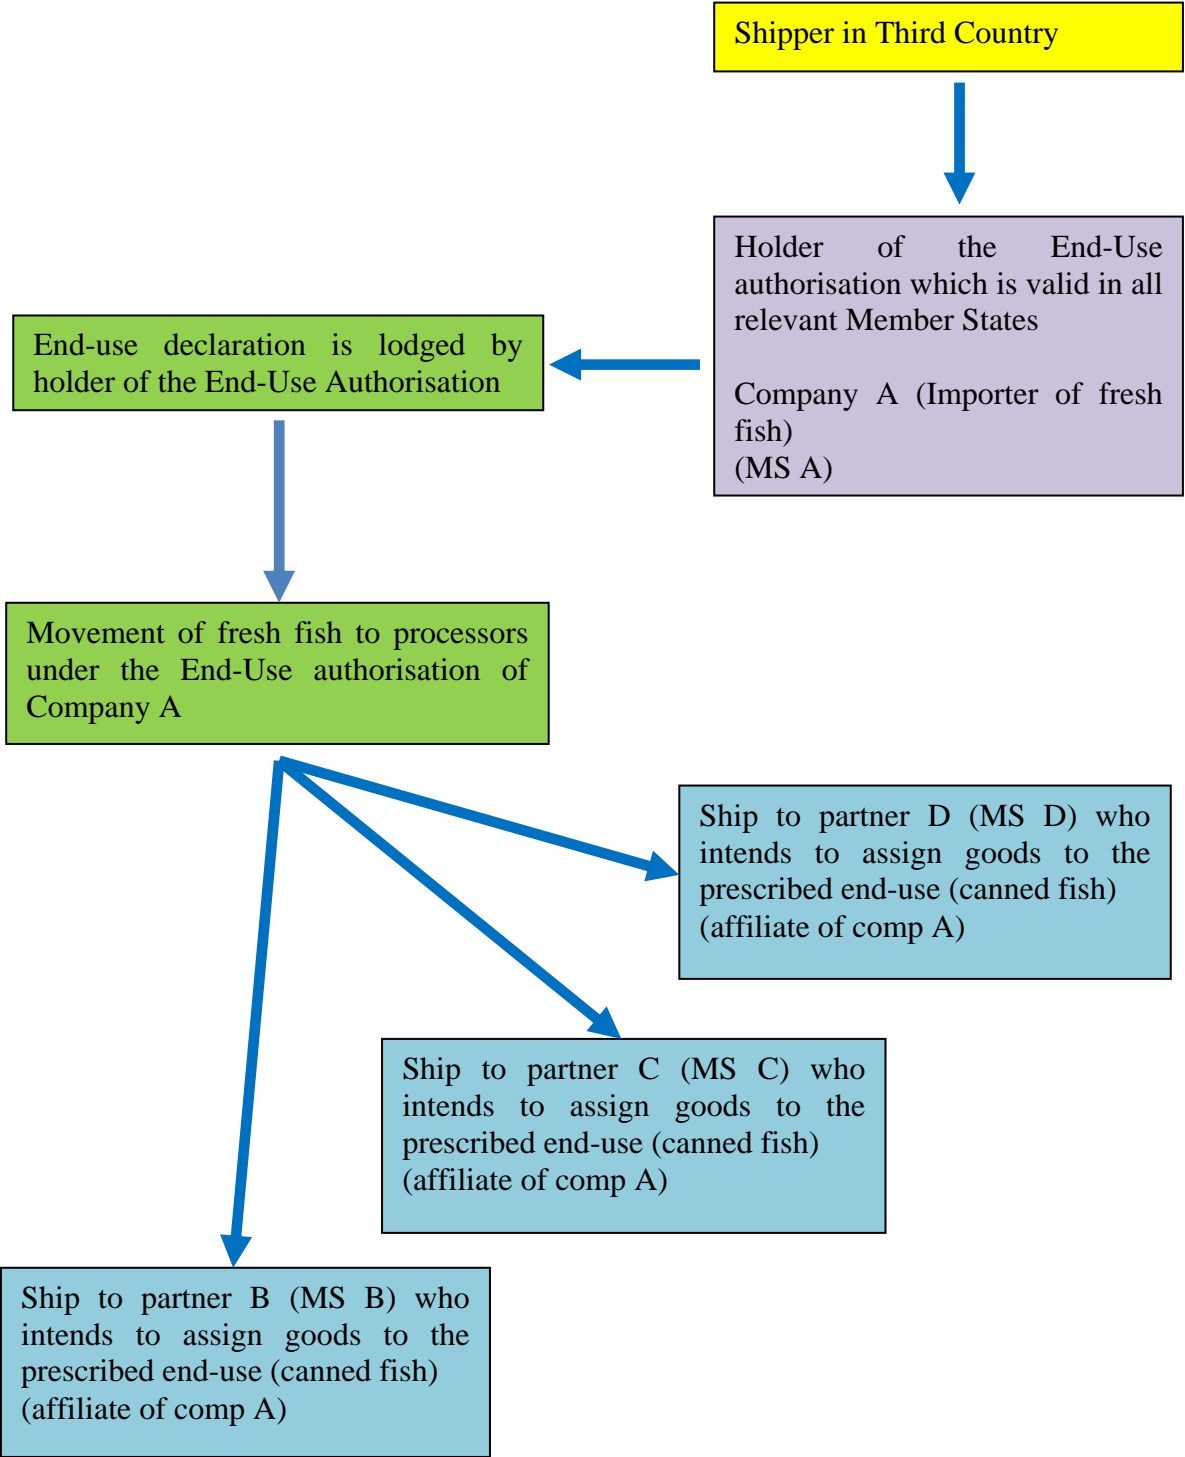 Shipper in Third Country
Holder of the End-Use
authorisation which is valid in all
relevant Member States
Company A (Importer of fresh
fish)
(MS A)
End-use declaration is lodged by
holder of the End-Use Authorisation
Movement of fresh fish to processors
under the End-Use authorisation of
Company A
Ship to partner D (MS D) who
intends to assign goods to the
prescribed end-use (canned fish)
(affiliate of comp A)
Ship to partner C (MS C) who
intends to assign goods to the
prescribed end-use (canned fish)
(affiliate of comp A)
Ship to partner B (MS B) who
intends to assign goods to the
prescribed end-use (canned fish)
(affiliate of comp A)